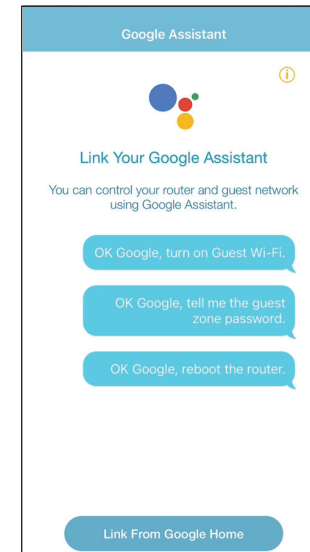 Google Assistant
Link Your Google Assistant
You can control your router and guest network
using Google Assistant.
OK Google, turn on Guest Wi-Fi.
OK Google, tell me the guest
zone password.
OK Google, reboot the router.
Link From Google Home